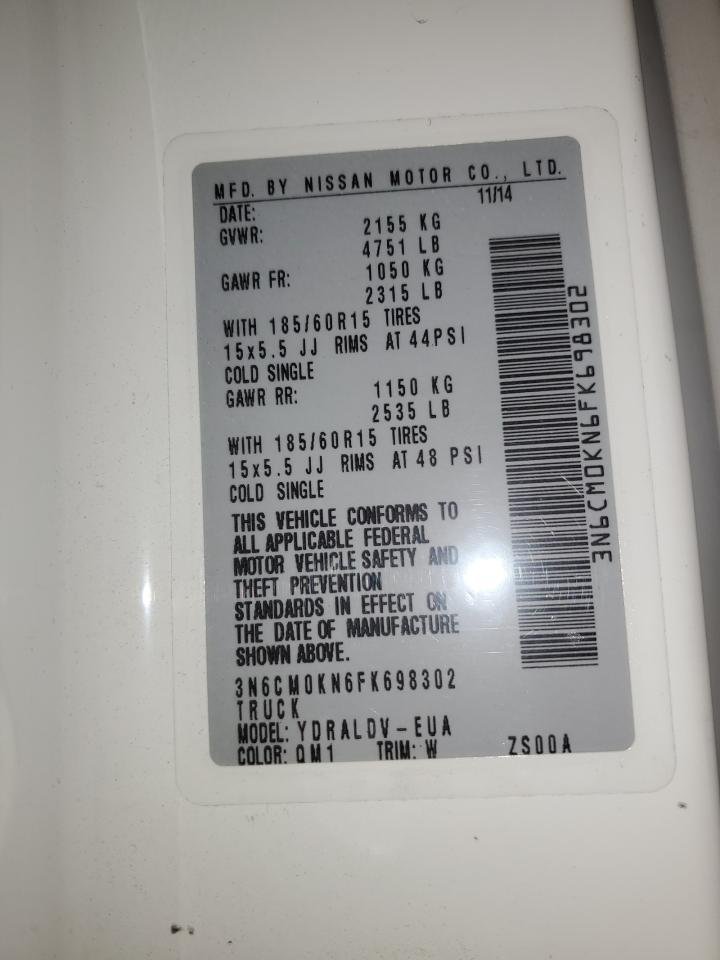 MFD. BY NISSAN MOTOR CO., LTD.
DATE: 11/14
GVWR: 2155 KG
4751 LB
GAWR FR: 1050 KG
2315 LB
WITH 185/60R15 TIRES
15x5.5 JJ RIMS AT 44PSI
COLD SINGLE
GAWR RR: 1150 KG
2535 LB
WITH 185/60R15 TIRES
15x5.5 JJ RIMS AT 48 PSI
COLD SINGLE
THIS VEHICLE CONFORMS TO
ALL APPLICABLE FEDERAL
MOTOR VEHICLE SAFETY AND
THEFT PREVENTION
STANDARDS IN EFFECT ON
THE DATE OF MANUFACTURE
SHOWN ABOVE.
3N6CM0KN6FK698302
TRUCK
MODEL: YDRALDV-EUA
COLOR: QM1 TRIM: W ZS00A
3N6CM0KN6FK698302